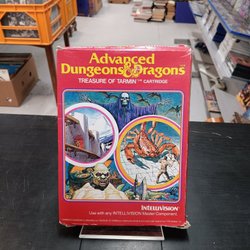 Advanced
Dungeons & Dragons
TREASURE OF TARMIN™ CARTRIDGE
INTELLIVISION
Use with any INTELLIVISION Master Component.